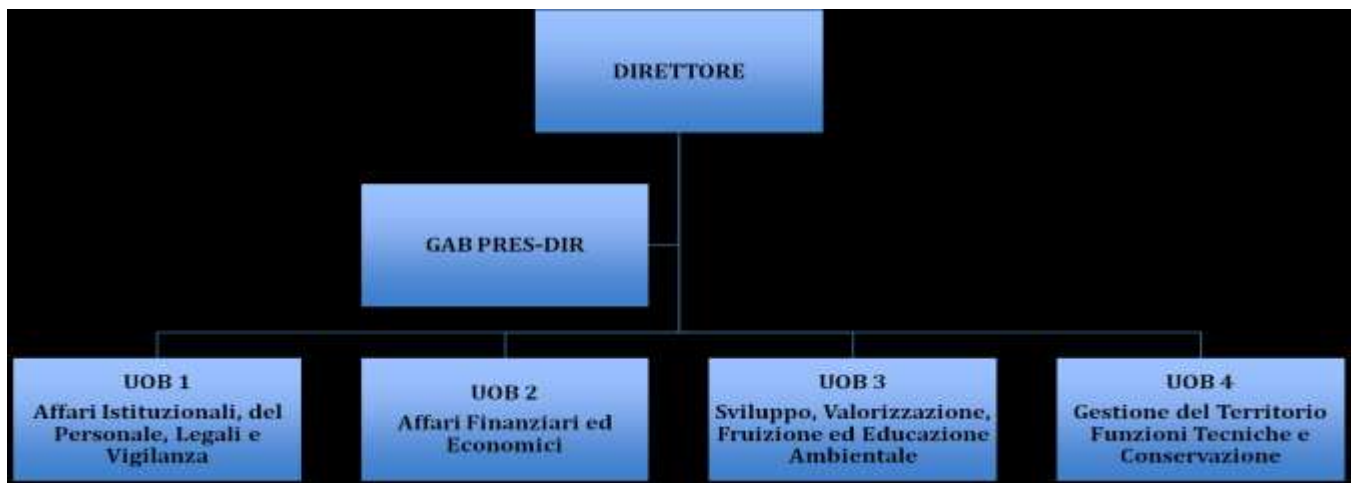 DIRETTORE
GAB PRES-DIR
UOB 1
Affari Istituzionali, del
Personale, Legali e
Vigilanza
UOB 2
Affari Finanziari ed
Economici
UOB 3
Sviluppo, Valorizzazione,
Fruizione ed Educazione
Ambientale
UOB 4
Gestione del Territorio
Funzioni Tecniche e
Conservazione